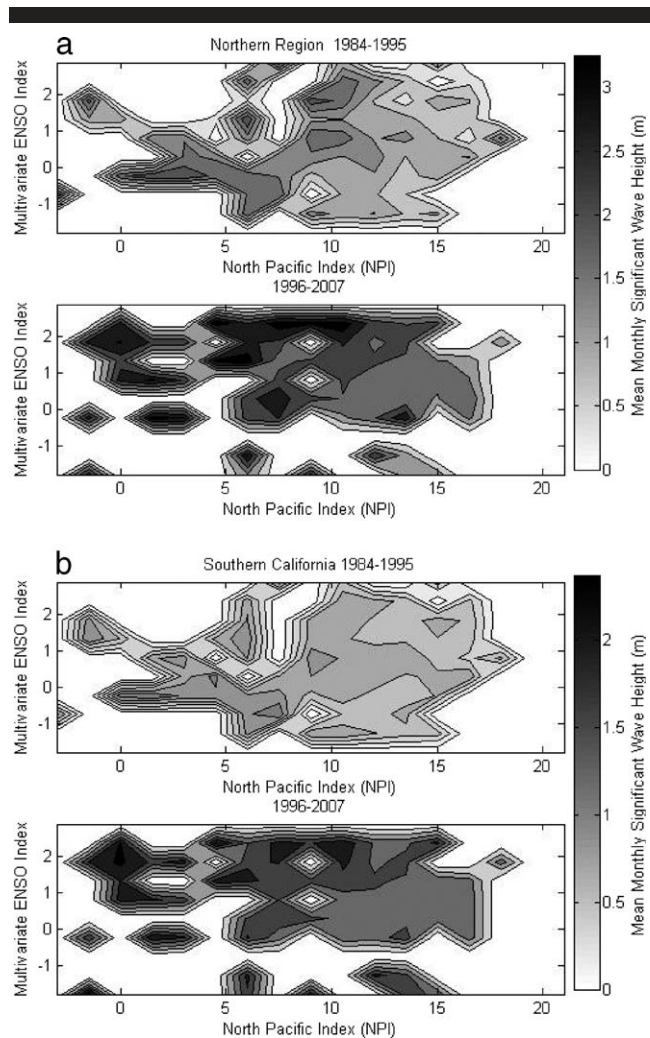 a
Northern Region 1984-1995
Multivariate ENSO Index
2
1
0
-1
0 5 10 15 20
North Pacific Index (NPI)
1996-2007
Multivariate ENSO Index
2
1
0
-1
0 5 10 15 20
North Pacific Index (NPI)
3
2.5
2
1.5
1
0.5
0
Mean Monthly Significant Wave Height (m)
b
Southern California 1984-1995
Multivariate ENSO Index
2
1
0
-1
0 5 10 15 20
North Pacific Index (NPI)
1996-2007
Multivariate ENSO Index
2
1
0
-1
0 5 10 15 20
North Pacific Index (NPI)
2
1.5
1
0.5
0
Mean Monthly Significant Wave Height (m)